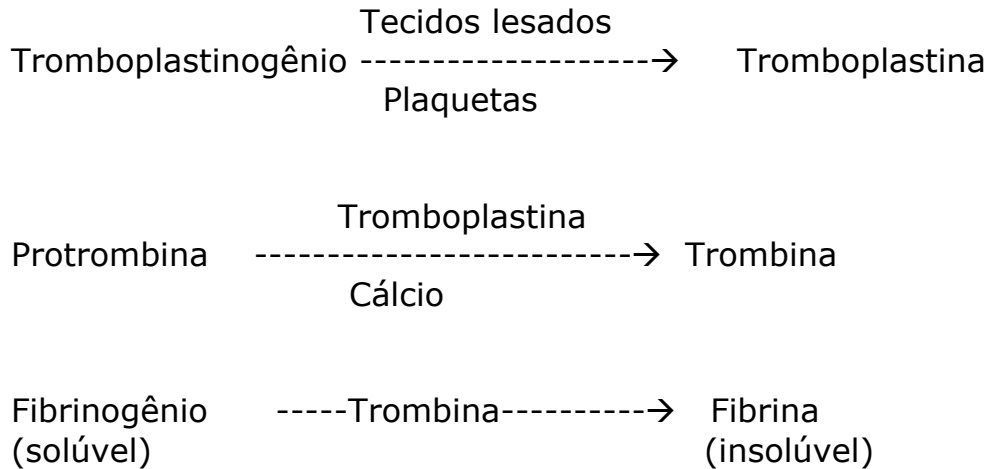 Tecidos lesados
Tromboplastinogênio --------------------→ Tromboplastina
Plaquetas
Tromboplastina
Protrombina --------------------------→ Trombina
Cálcio
Fibrinogênio -----Trombina----------→ Fibrina
(solúvel) (insolúvel)